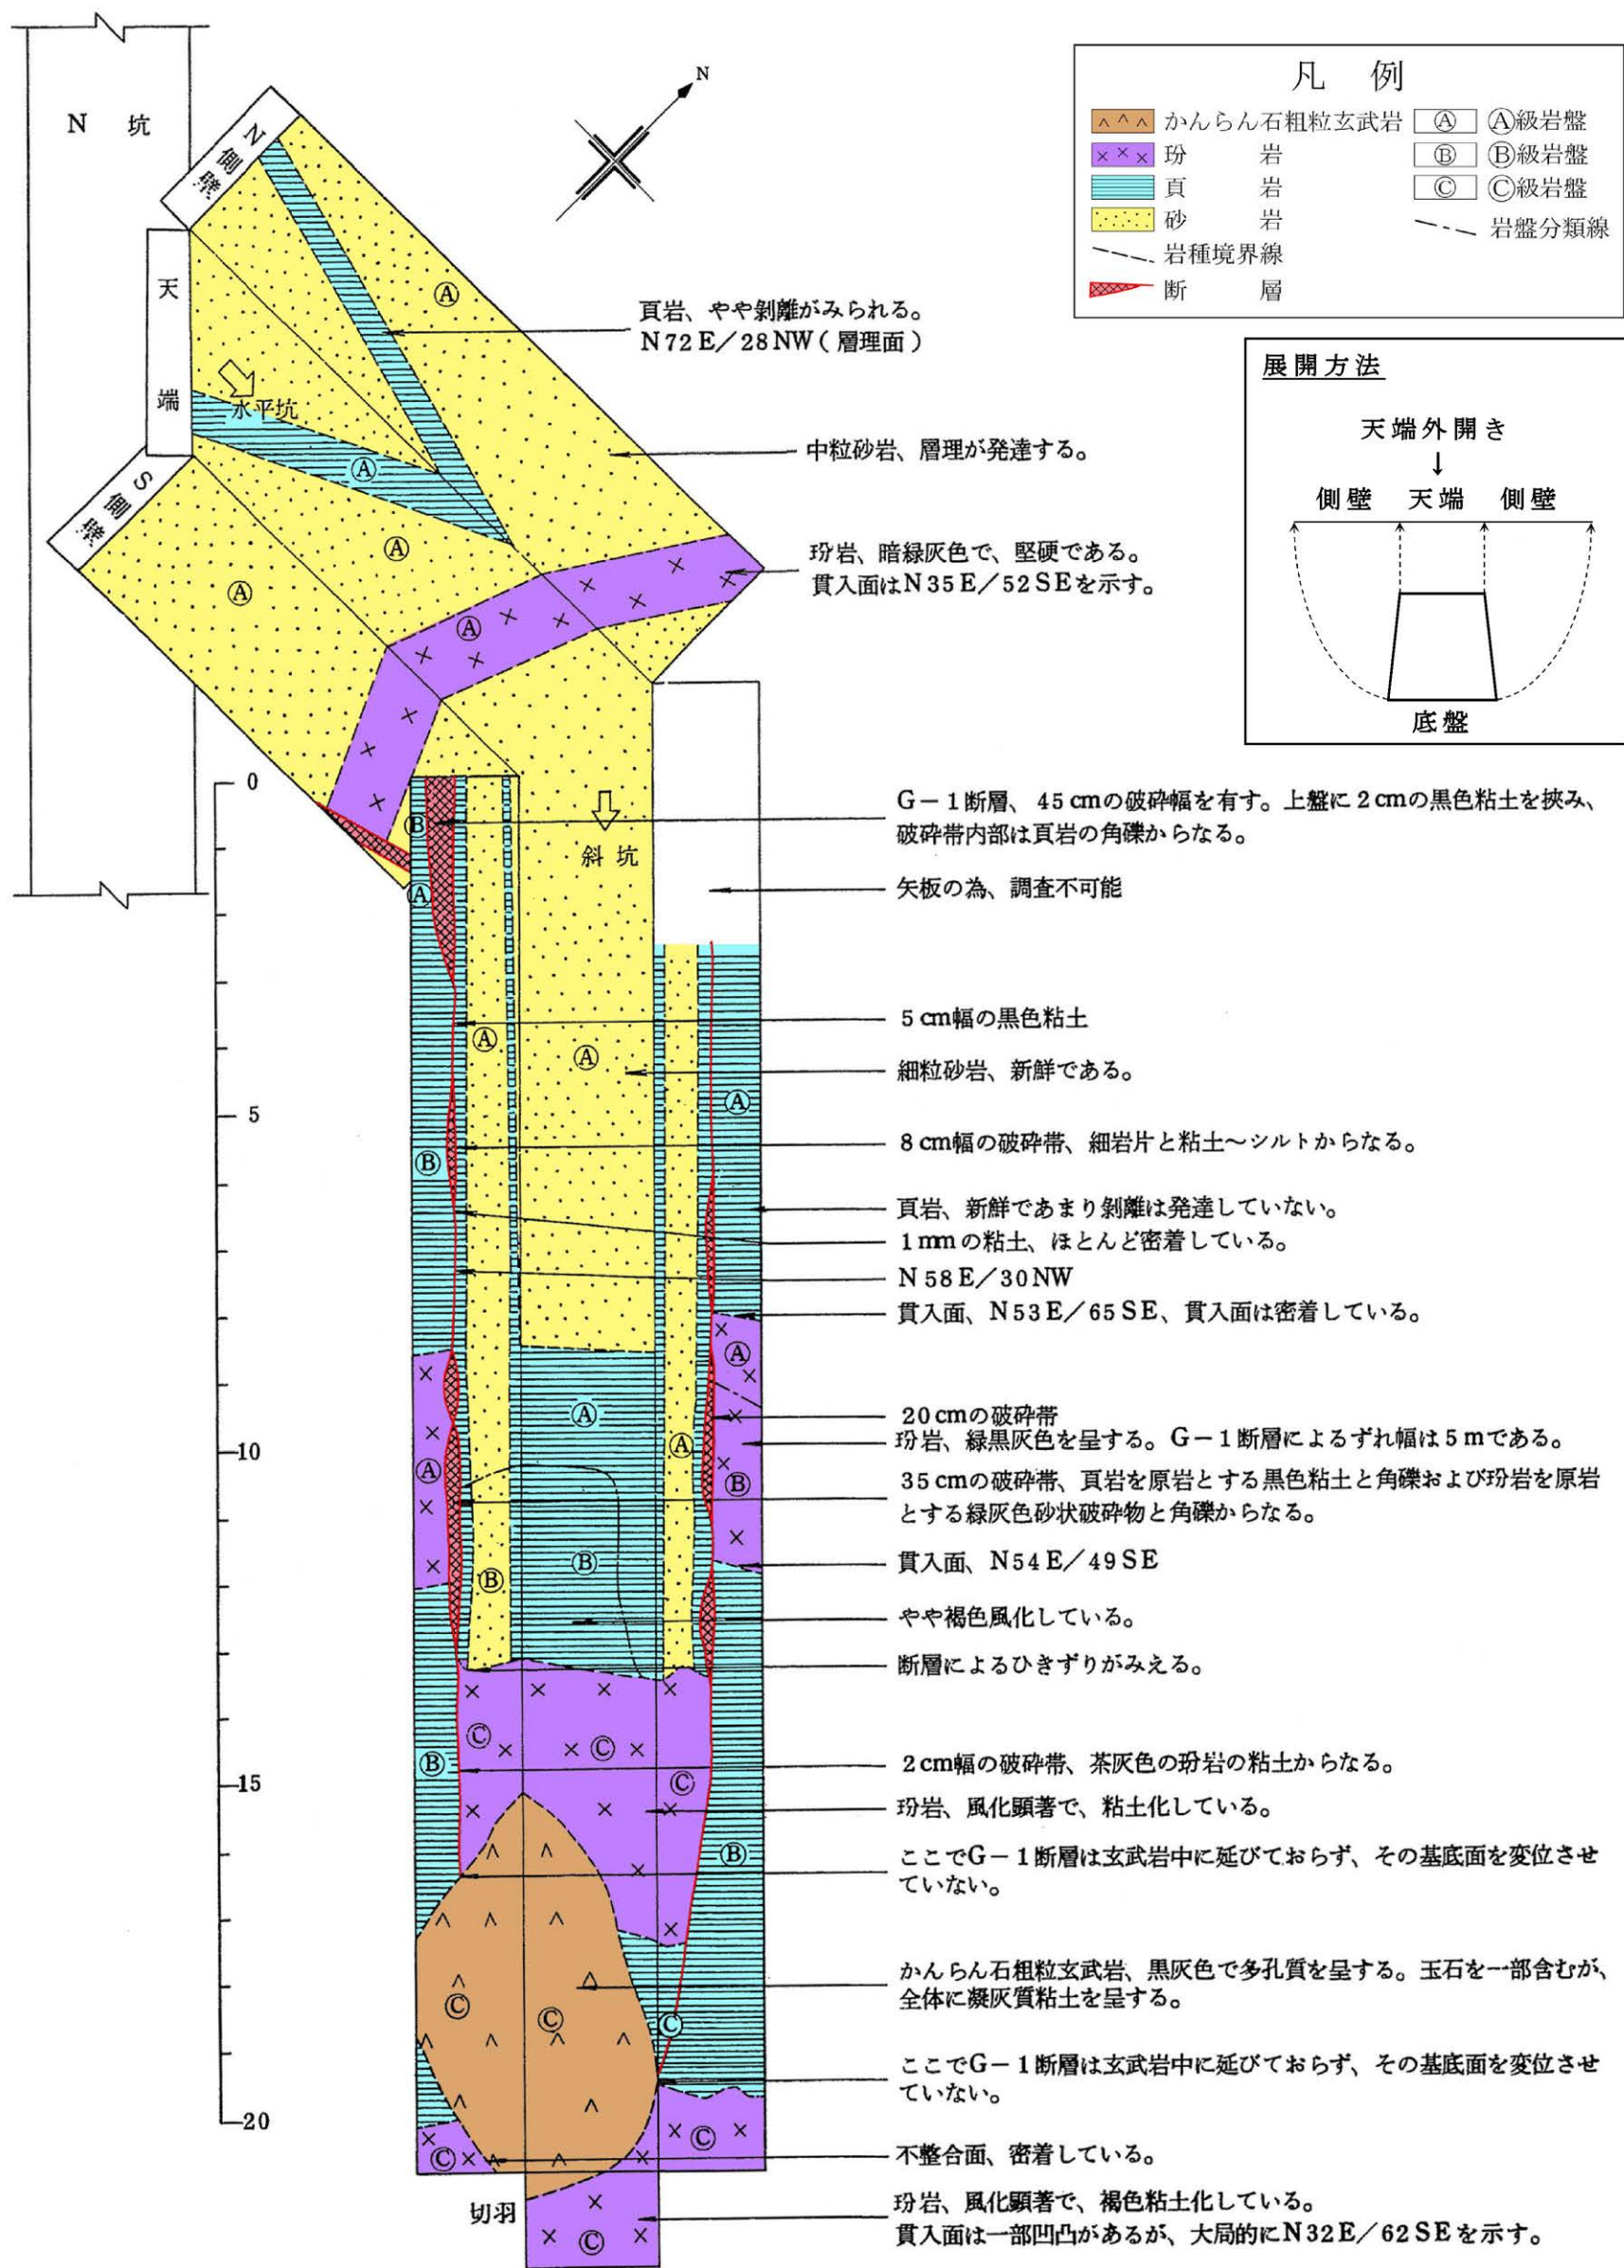 N 坑
N側壁
天端
S側壁
水平坑
N
凡 例
かんらん石粗粒玄武岩
玢岩
頁岩
砂岩
岩種境界線
断層
Ⓐ Ⓐ級岩盤
Ⓑ Ⓑ級岩盤
Ⓒ Ⓒ級岩盤
岩盤分類線
展開方法
天端外開き
↓
側壁 天端 側壁
底盤
頁岩、やや剝離がみられる。
N72E/28NW(層理面)
中粒砂岩、層理が発達する。
玢岩、暗緑灰色で、堅硬である。
貫入面はN35E/52SEを示す。
G-1断層、45cmの破砕幅を有す。上盤に2cmの黒色粘土を挾み、
破砕帯内部は頁岩の角礫からなる。
斜坑
矢板の為、調査不可能
5cm幅の黒色粘土
細粒砂岩、新鮮である。
8cm幅の破砕帯、細岩片と粘土〜シルトからなる。
頁岩、新鮮であまり剝離は発達していない。
1mmの粘土、ほとんど密着している。
N58E/30NW
貫入面、N53E/65SE、貫入面は密着している。
20cmの破砕帯
玢岩、緑黒灰色を呈する。G-1断層によるずれ幅は5mである。
35cmの破砕帯、頁岩を原岩とする黒色粘土と角礫および玢岩を原岩
とする緑灰色砂状破砕物と角礫からなる。
貫入面、N54E/49SE
やや褐色風化している。
断層によるひきずりがみえる。
2cm幅の破砕帯、茶灰色の玢岩の粘土からなる。
玢岩、風化顕著で、粘土化している。
ここでG-1断層は玄武岩中に延びておらず、その基底面を変位させ
ていない。
かんらん石粗粒玄武岩、黒灰色で多孔質を呈する。玉石を一部含むが、
全体に凝灰質粘土を呈する。
ここでG-1断層は玄武岩中に延びておらず、その基底面を変位させ
ていない。
不整合面、密着している。
切羽
玢岩、風化顕著で、褐色粘土化している。
貫入面は一部凹凸があるが、大局的にN32E/62SEを示す。
0
5
10
15
20
Ⓐ
Ⓐ
Ⓐ
Ⓐ
Ⓐ
Ⓑ
Ⓐ
Ⓐ
Ⓐ
Ⓐ
Ⓑ
Ⓐ
Ⓐ
Ⓐ
Ⓐ
Ⓑ
Ⓑ
Ⓑ
Ⓒ
Ⓒ
Ⓑ
Ⓒ
Ⓑ
Ⓒ
Ⓒ
Ⓒ
Ⓒ
Ⓒ
Ⓒ